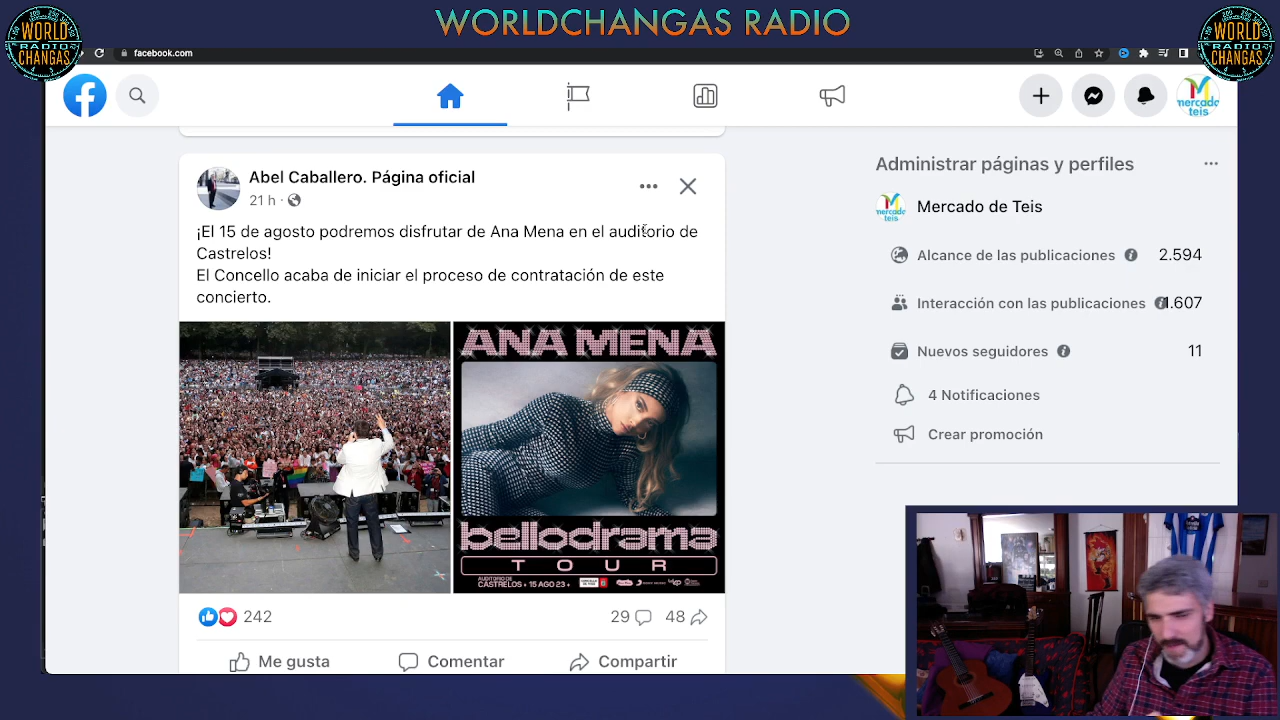 WORLDCHANGAS RADIO
WORLD
RADIO
CHANGAS
WORLD
RADIO
CHANGAS
facebook.com
mercado
teis
Abel Caballero. Página oficial
21 h ·
¡El 15 de agosto podremos disfrutar de Ana Mena en el auditorio de
Castrelos!
El Concello acaba de iniciar el proceso de contratación de este
concierto.
ANA MENA
bellodrama
TOUR
AUDITORIO DE
CASTRELOS + 15 AGO 23 +
242
29
48
Me gusta
Comentar
Compartir
Administrar páginas y perfiles
mercado
teis
Mercado de Teis
Alcance de las publicaciones 2.594
Interacción con las publicaciones 1.607
Nuevos seguidores 11
4 Notificaciones
Crear promoción